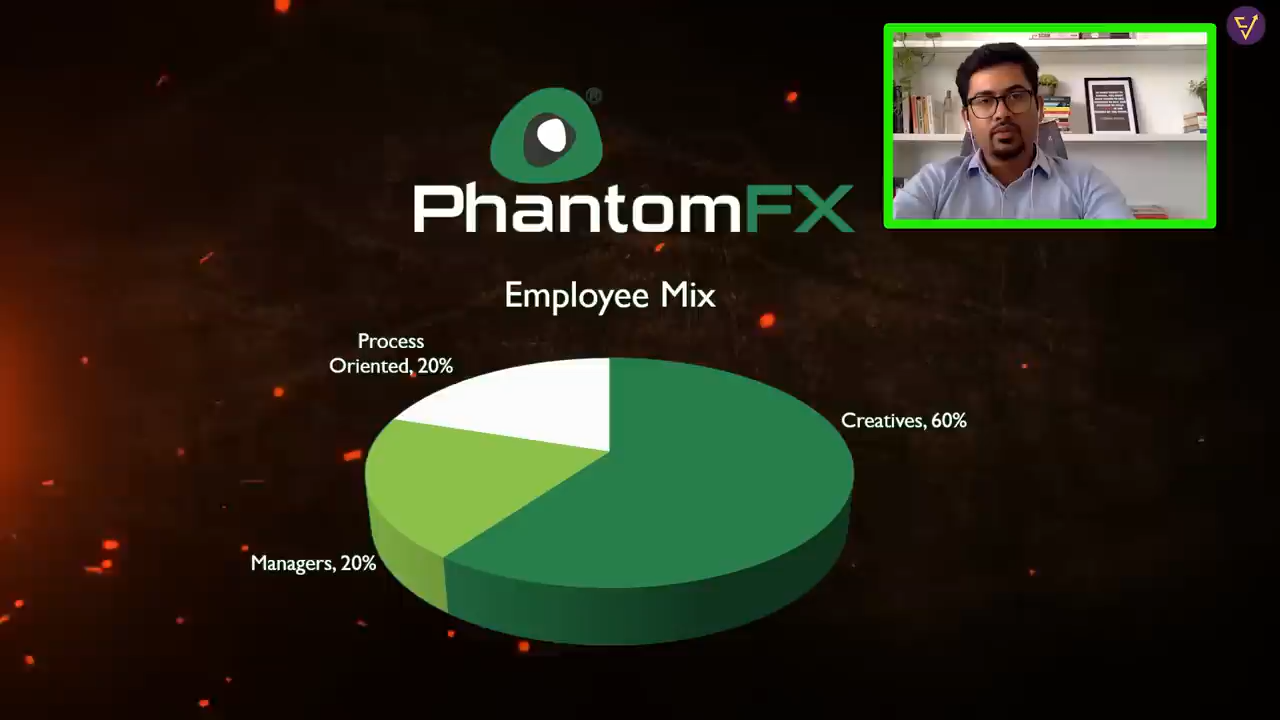 ®
PhantomFX
Employee Mix
Process
Oriented, 20%
Creatives, 60%
Managers, 20%